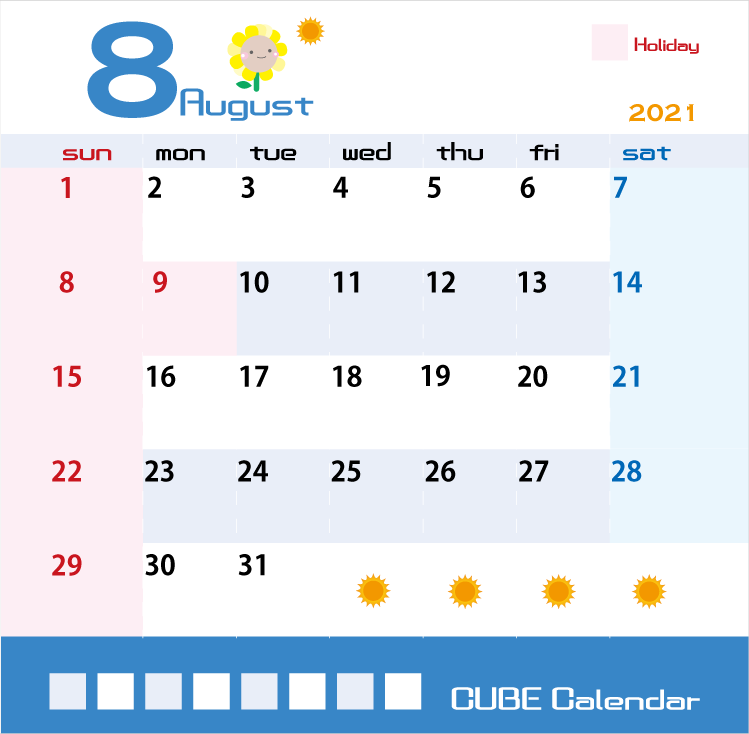 8 August
Holiday
2021
sun mon tue wed thu fri sat
1 2 3 4 5 6 7
8 9 10 11 12 13 14
15 16 17 18 19 20 21
22 23 24 25 26 27 28
29 30 31
CUBE Calendar